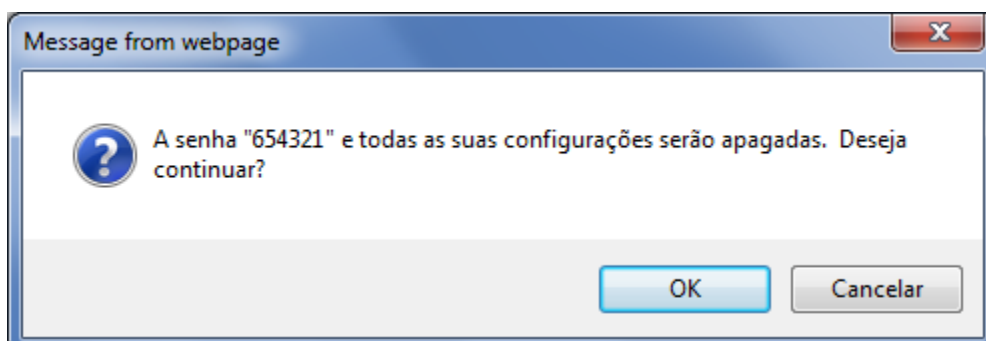 Message from webpage
A senha "654321" e todas as suas configurações serão apagadas.  Deseja
continuar?
OK
Cancelar